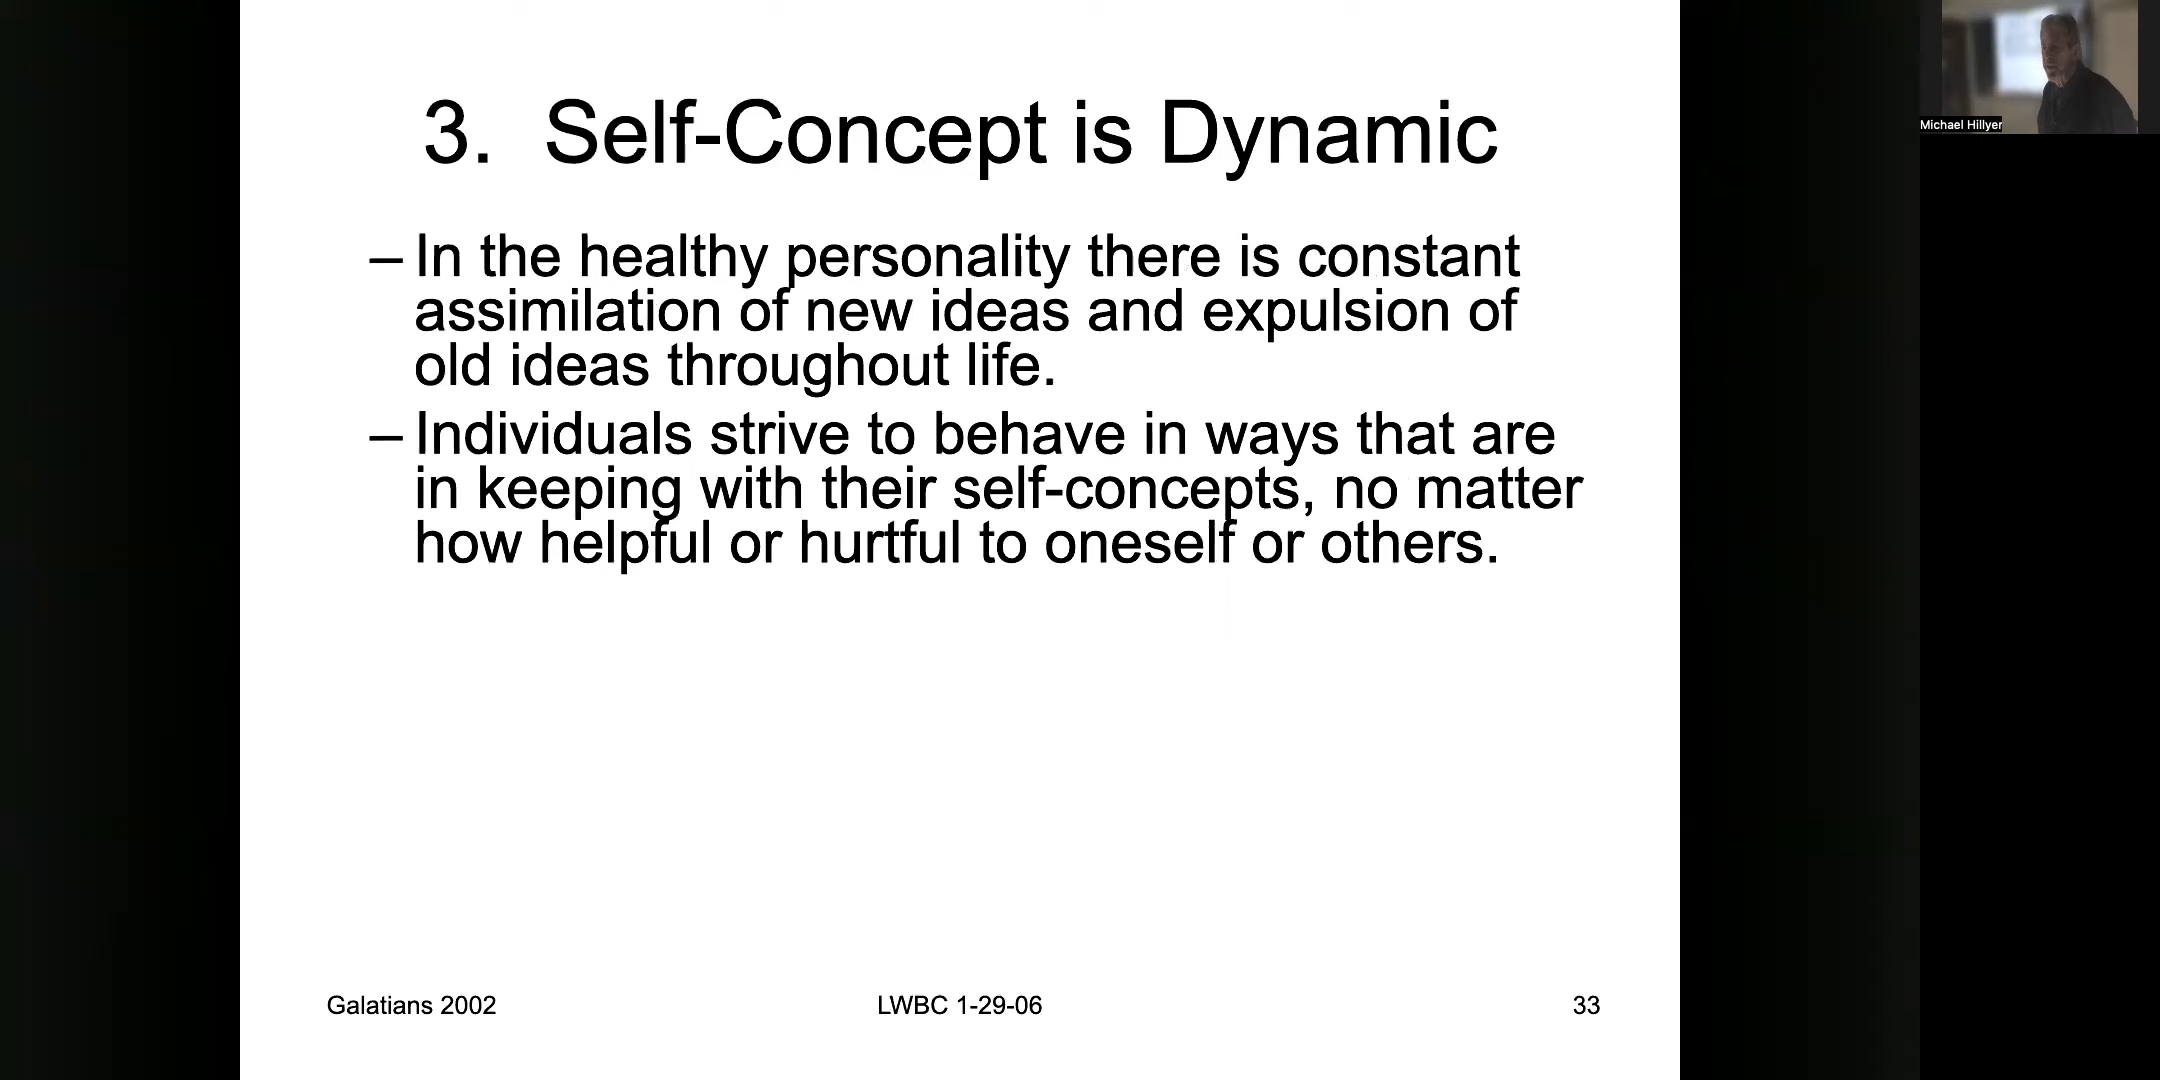 3. Self-Concept is Dynamic
– In the healthy personality there is constant
assimilation of new ideas and expulsion of
old ideas throughout life.
– Individuals strive to behave in ways that are
in keeping with their self-concepts, no matter
how helpful or hurtful to oneself or others.
Galatians 2002
LWBC 1-29-06
33
Michael Hillyer